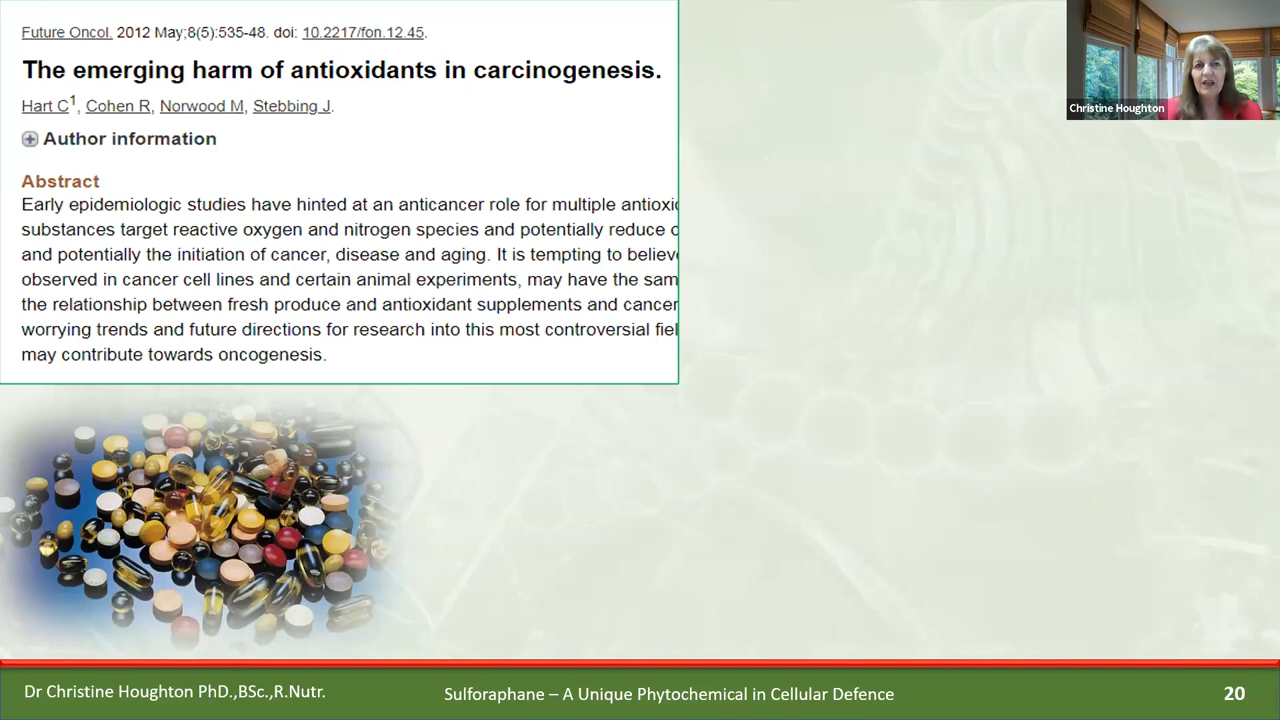 Future Oncol. 2012 May;8(5):535-48. doi: 10.2217/fon.12.45.
The emerging harm of antioxidants in carcinogenesis.
Hart C1, Cohen R, Norwood M, Stebbing J.
Author information
Abstract
Early epidemiologic studies have hinted at an anticancer role for multiple antioxi
substances target reactive oxygen and nitrogen species and potentially reduce
and potentially the initiation of cancer, disease and aging. It is tempting to believe
observed in cancer cell lines and certain animal experiments, may have the sam
the relationship between fresh produce and antioxidant supplements and cancer
worrying trends and future directions for research into this most controversial fiel
may contribute towards oncogenesis.
Christine Houghton
Dr Christine Houghton PhD.,BSc.,R.Nutr.
Sulforaphane – A Unique Phytochemical in Cellular Defence
20